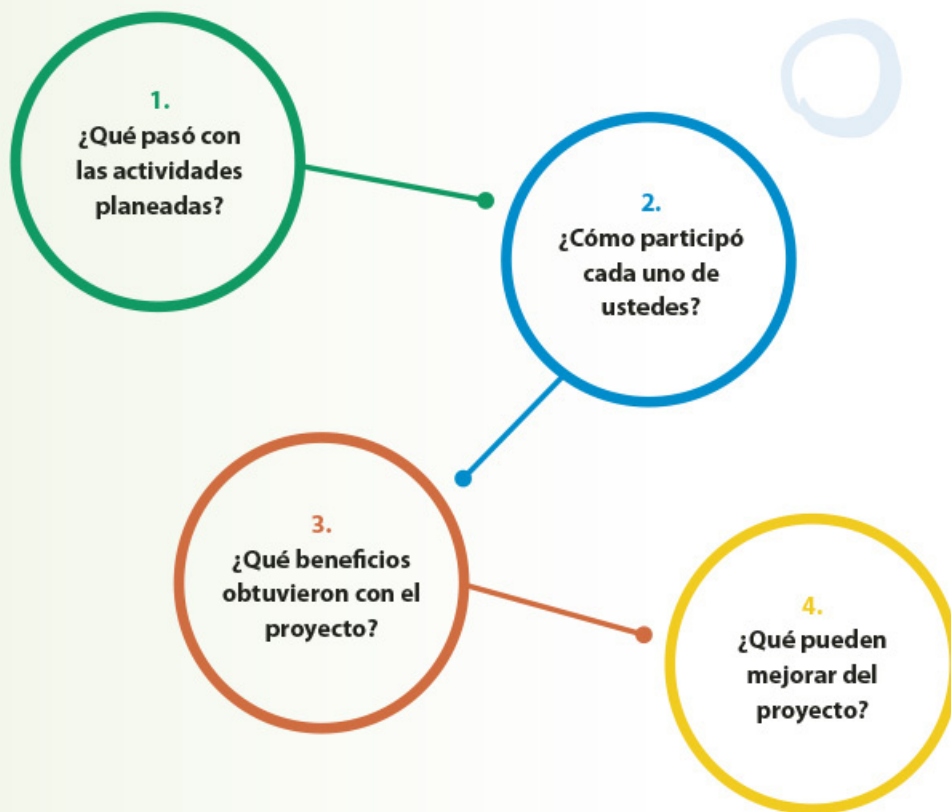 1.
¿Qué pasó con
las actividades
planeadas?
2.
¿Cómo participó
cada uno de
ustedes?
3.
¿Qué beneficios
obtuvieron con el
proyecto?
4.
¿Qué pueden
mejorar del
proyecto?